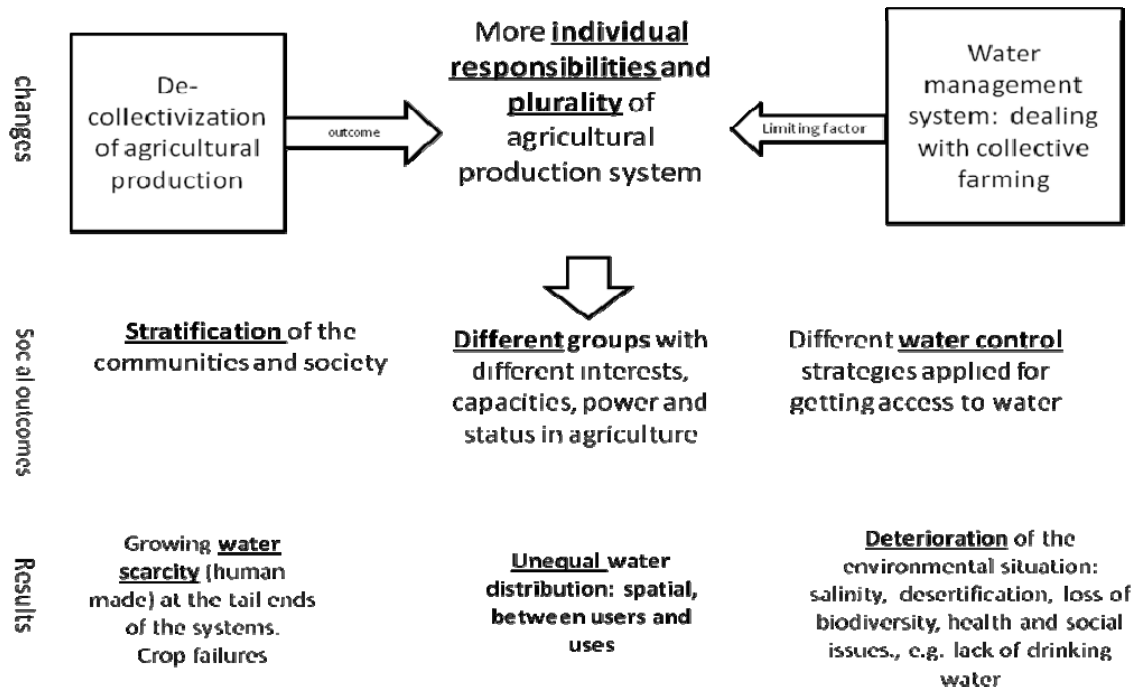 changes
De-
collectivization
of agricultural
production
outcome
More individual
responsibilities and
plurality of
agricultural
production system
Limiting factor
Water
management
system: dealing
with collective
farming
Social outcomes
Stratification of the
communities and society
Different groups with
different interests,
capacities, power and
status in agriculture
Different water control
strategies applied for
getting access to water
Results
Growing water
scarcity (human
made) at the tail ends
of the systems.
Crop failures
Unequal water
distribution: spatial,
between users and
uses
Deterioration of the
environmental situation:
salinity, desertification, loss of
biodiversity, health and social
issues., e.g. lack of drinking
water